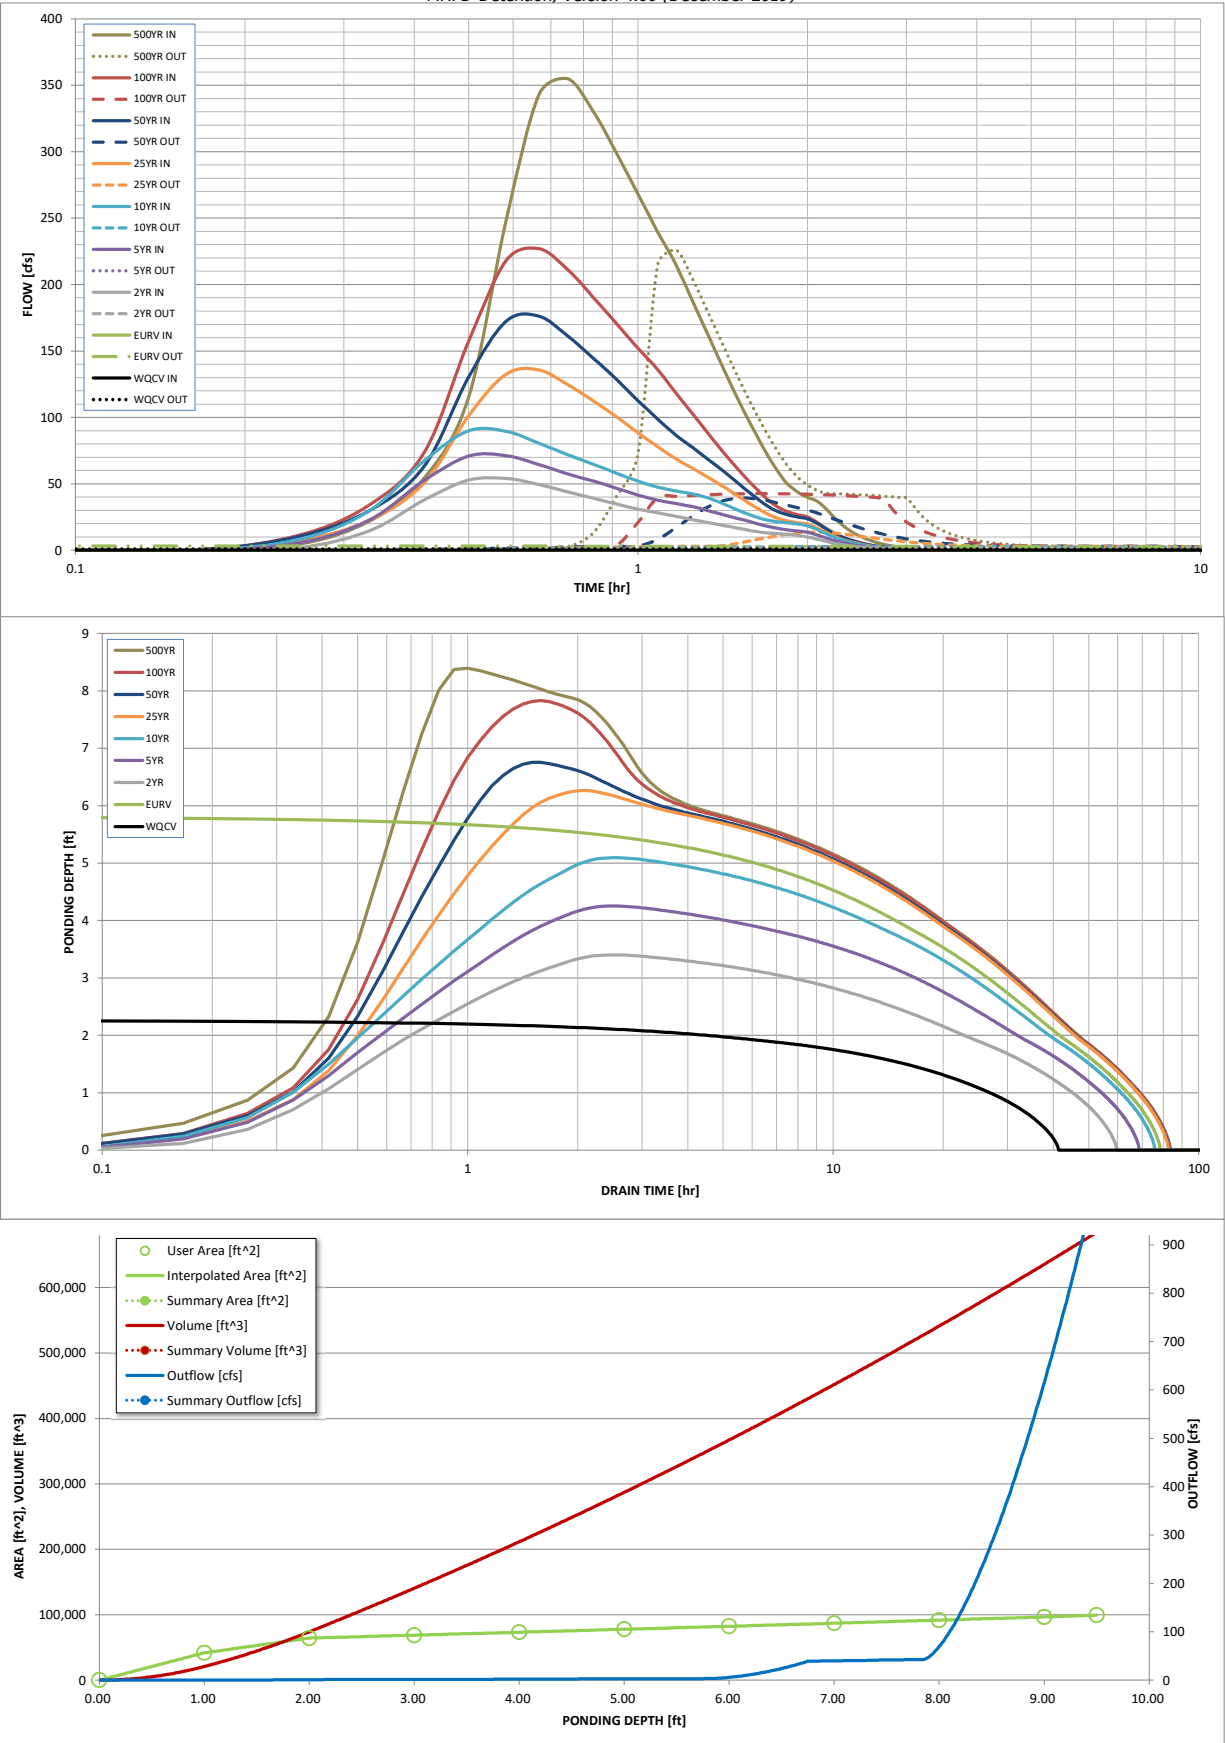 MHFD-Detention, Version 4.00 (December 2019)
400
350
300
250
200
150
100
50
0
FLOW [cfs]
500YR IN
500YR OUT
100YR IN
100YR OUT
50YR IN
50YR OUT
25YR IN
25YR OUT
10YR IN
10YR OUT
5YR IN
5YR OUT
2YR IN
2YR OUT
EURV IN
EURV OUT
WQCV IN
WQCV OUT
0.1
1
10
TIME [hr]
9
8
7
6
5
4
3
2
1
0
PONDING DEPTH [ft]
500YR
100YR
50YR
25YR
10YR
5YR
2YR
EURV
WQCV
0.1
1
10
100
DRAIN TIME [hr]
600,000
500,000
400,000
300,000
200,000
100,000
0
AREA [ft^2], VOLUME [ft^3]
User Area [ft^2]
Interpolated Area [ft^2]
Summary Area [ft^2]
Volume [ft^3]
Summary Volume [ft^3]
Outflow [cfs]
Summary Outflow [cfs]
900
800
700
600
500
400
300
200
100
0
OUTFLOW [cfs]
0.00
1.00
2.00
3.00
4.00
5.00
6.00
7.00
8.00
9.00
10.00
PONDING DEPTH [ft]